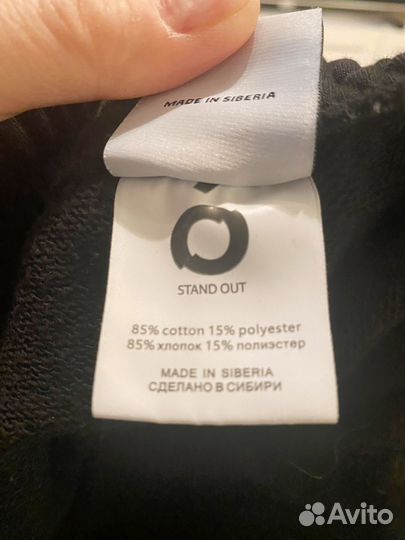 MADE IN SIBERIA
STAND OUT
85% cotton 15% polyester
85% хлопок 15% полиэстер
MADE IN SIBERIA
СДЕЛАНО В СИБИРИ
Avito